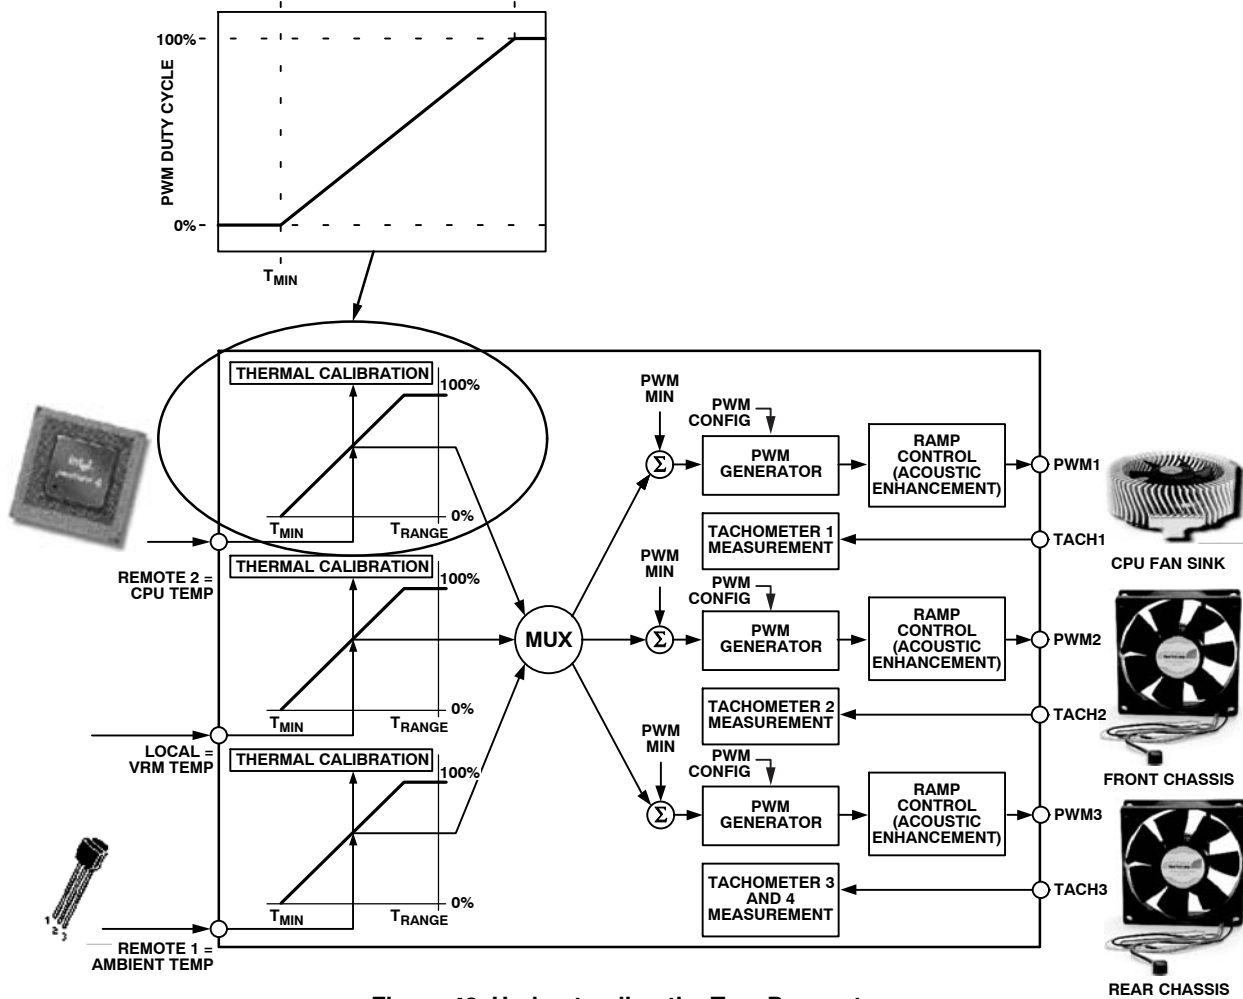 100%
PWM DUTY CYCLE
0%
TMIN
THERMAL CALIBRATION
100%
TMIN
TRANGE
0%
REMOTE 2 =
CPU TEMP
THERMAL CALIBRATION
100%
TMIN
TRANGE
0%
LOCAL =
VRM TEMP
THERMAL CALIBRATION
100%
TMIN
TRANGE
0%
1
2
3
REMOTE 1 =
AMBIENT TEMP
MUX
PWM
MIN
Σ
PWM
CONFIG
PWM
GENERATOR
RAMP
CONTROL
(ACOUSTIC
ENHANCEMENT)
PWM1
TACHOMETER 1
MEASUREMENT
TACH1
CPU FAN SINK
PWM
MIN
Σ
PWM
CONFIG
PWM
GENERATOR
RAMP
CONTROL
(ACOUSTIC
ENHANCEMENT)
PWM2
TACHOMETER 2
MEASUREMENT
TACH2
FRONT CHASSIS
PWM
MIN
Σ
PWM
CONFIG
PWM
GENERATOR
RAMP
CONTROL
(ACOUSTIC
ENHANCEMENT)
PWM3
TACHOMETER 3
AND 4
MEASUREMENT
TACH3
REAR CHASSIS
intel